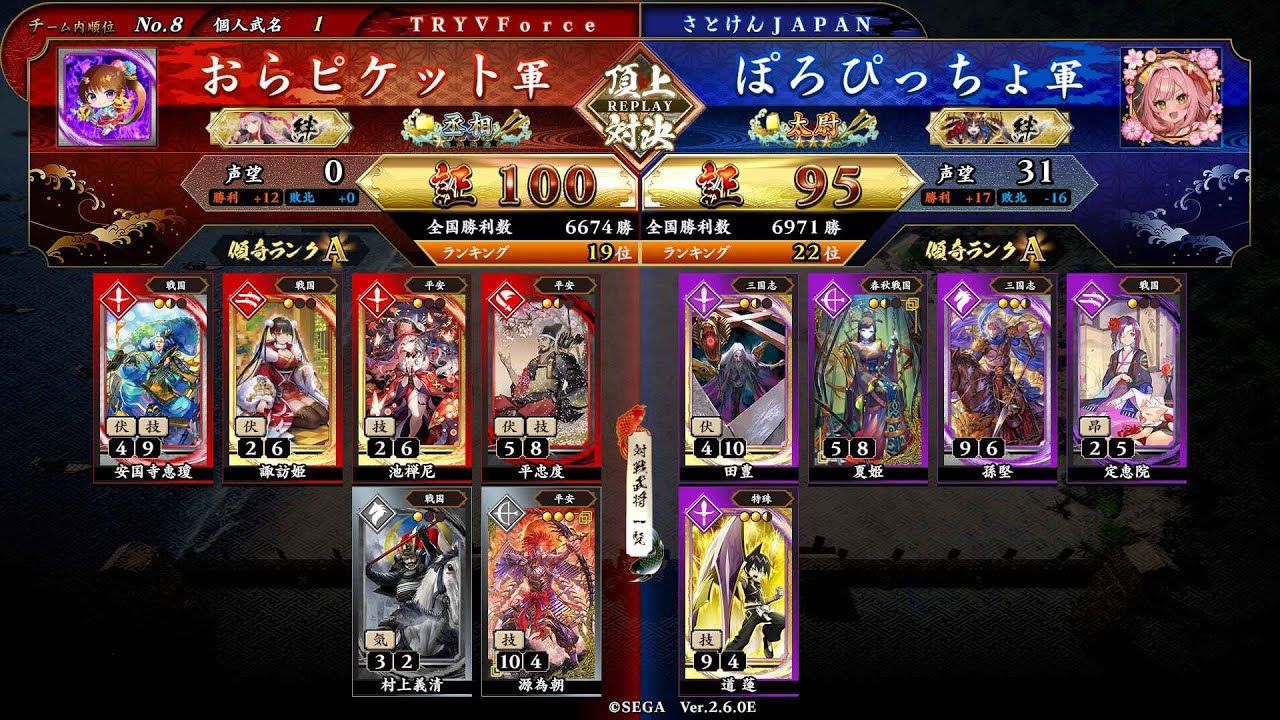 チーム内順位 No.8 個人武名 1 TRY∇Force
さとけんJAPAN
おらピケット軍
頂上
REPLAY
対決
ぽろぴっちょ軍
絆
丞相
太尉
絆
声望 0
勝利 +12 敗北 +0
証 100
証 95
声望 31
勝利 +17 敗北 -16
全国勝利数 6674勝
全国勝利数 6971勝
傾奇ランクA
ランキング 19位
ランキング 22位
傾奇ランクA
戦国
伏 技
4 9
安国寺恵瓊
戦国
伏
2 6
諏訪姫
平安
技
2 6
池禅尼
平安
伏 技
5 8
平忠度
対戦武将一覧
三国志
伏
4 10
田豊
春秋戦国
5 8
夏姫
三国志
9 6
孫堅
戦国
昂
2 5
定恵院
戦国
気
3 2
村上義清
平安
技
10 4
源為朝
特殊
技
9 4
道蓮
©SEGA Ver.2.6.0E